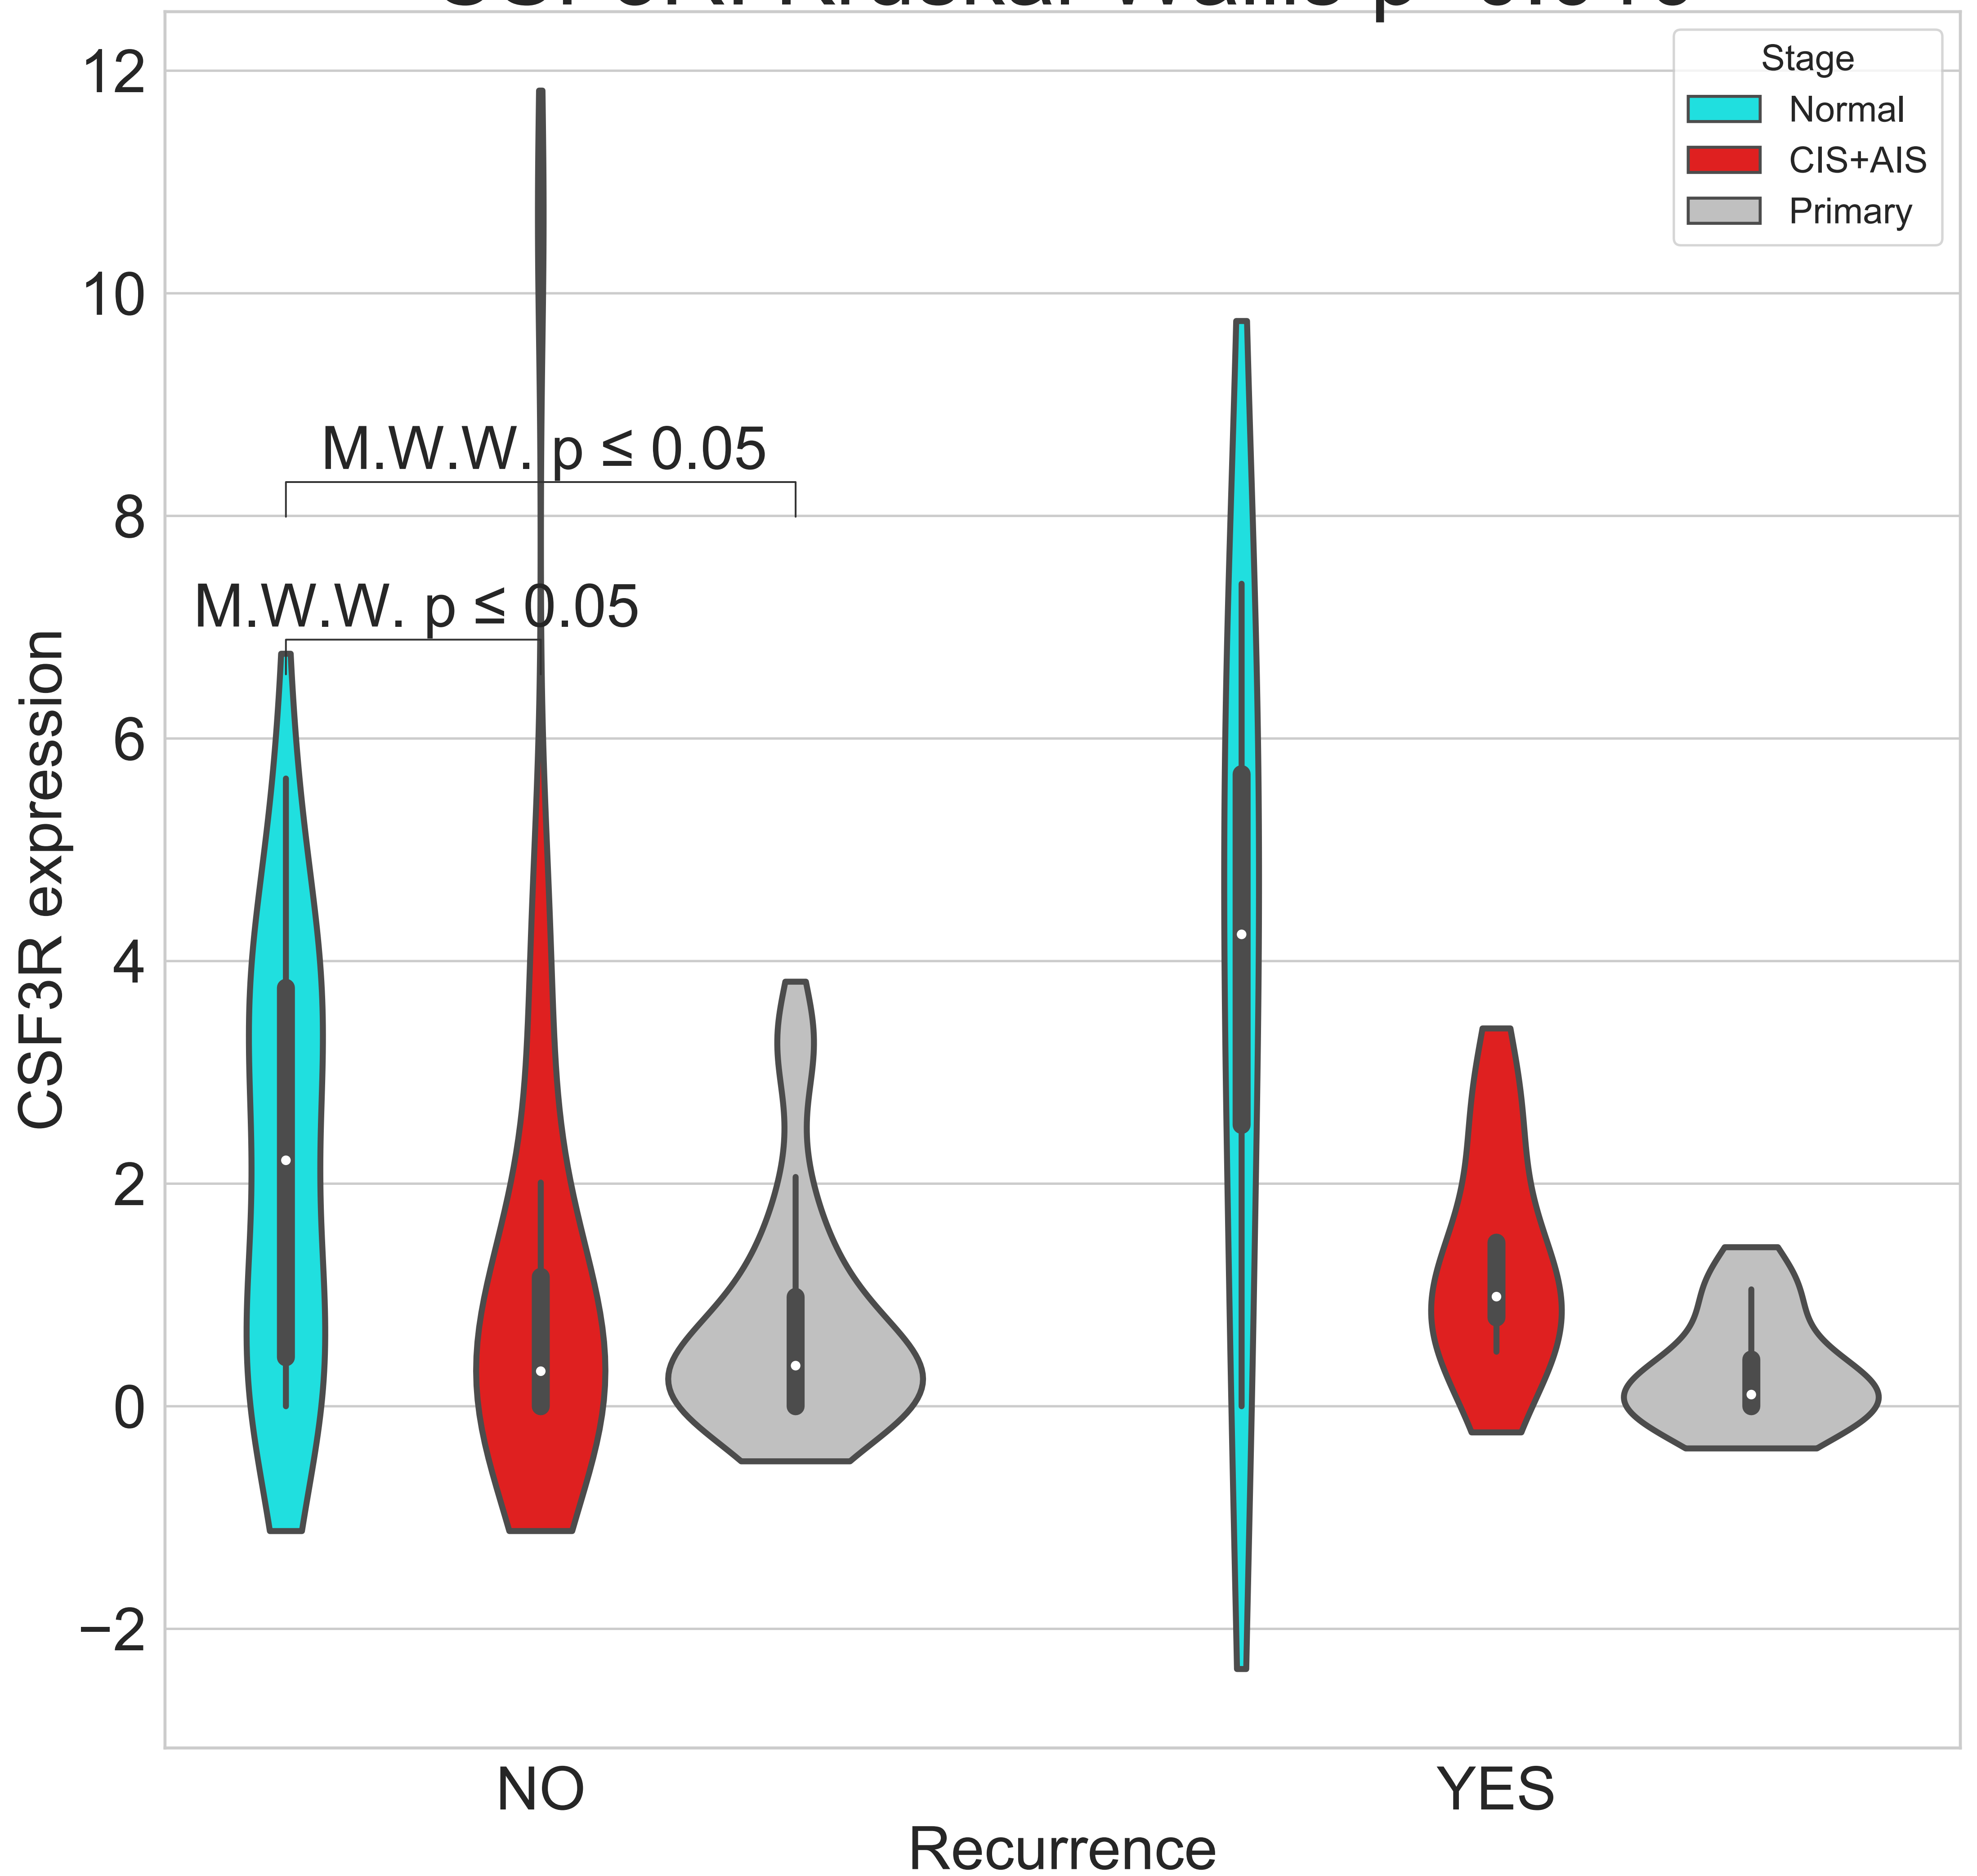 12
10
8
6
4
2
0
−2
CSF3R expression
Stage
Normal
CIS+AIS
Primary
M.W.W. p ≤ 0.05
M.W.W. p ≤ 0.05
NO
YES
Recurrence